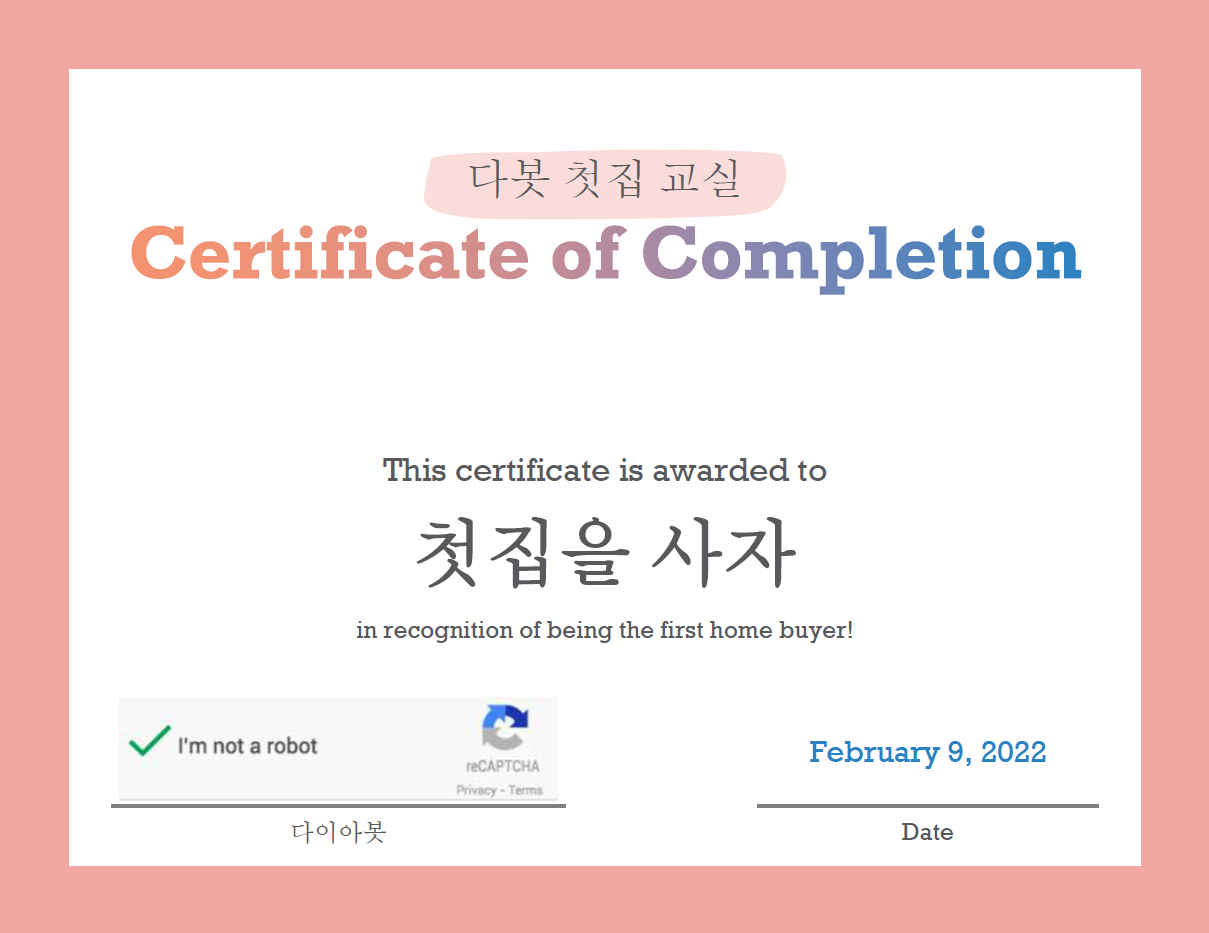 다봇 첫집 교실
Certificate of Completion
This certificate is awarded to
첫집을 사자
in recognition of being the first home buyer!
I'm not a robot
reCAPTCHA
Privacy - Terms
February 9, 2022
다이아봇
Date